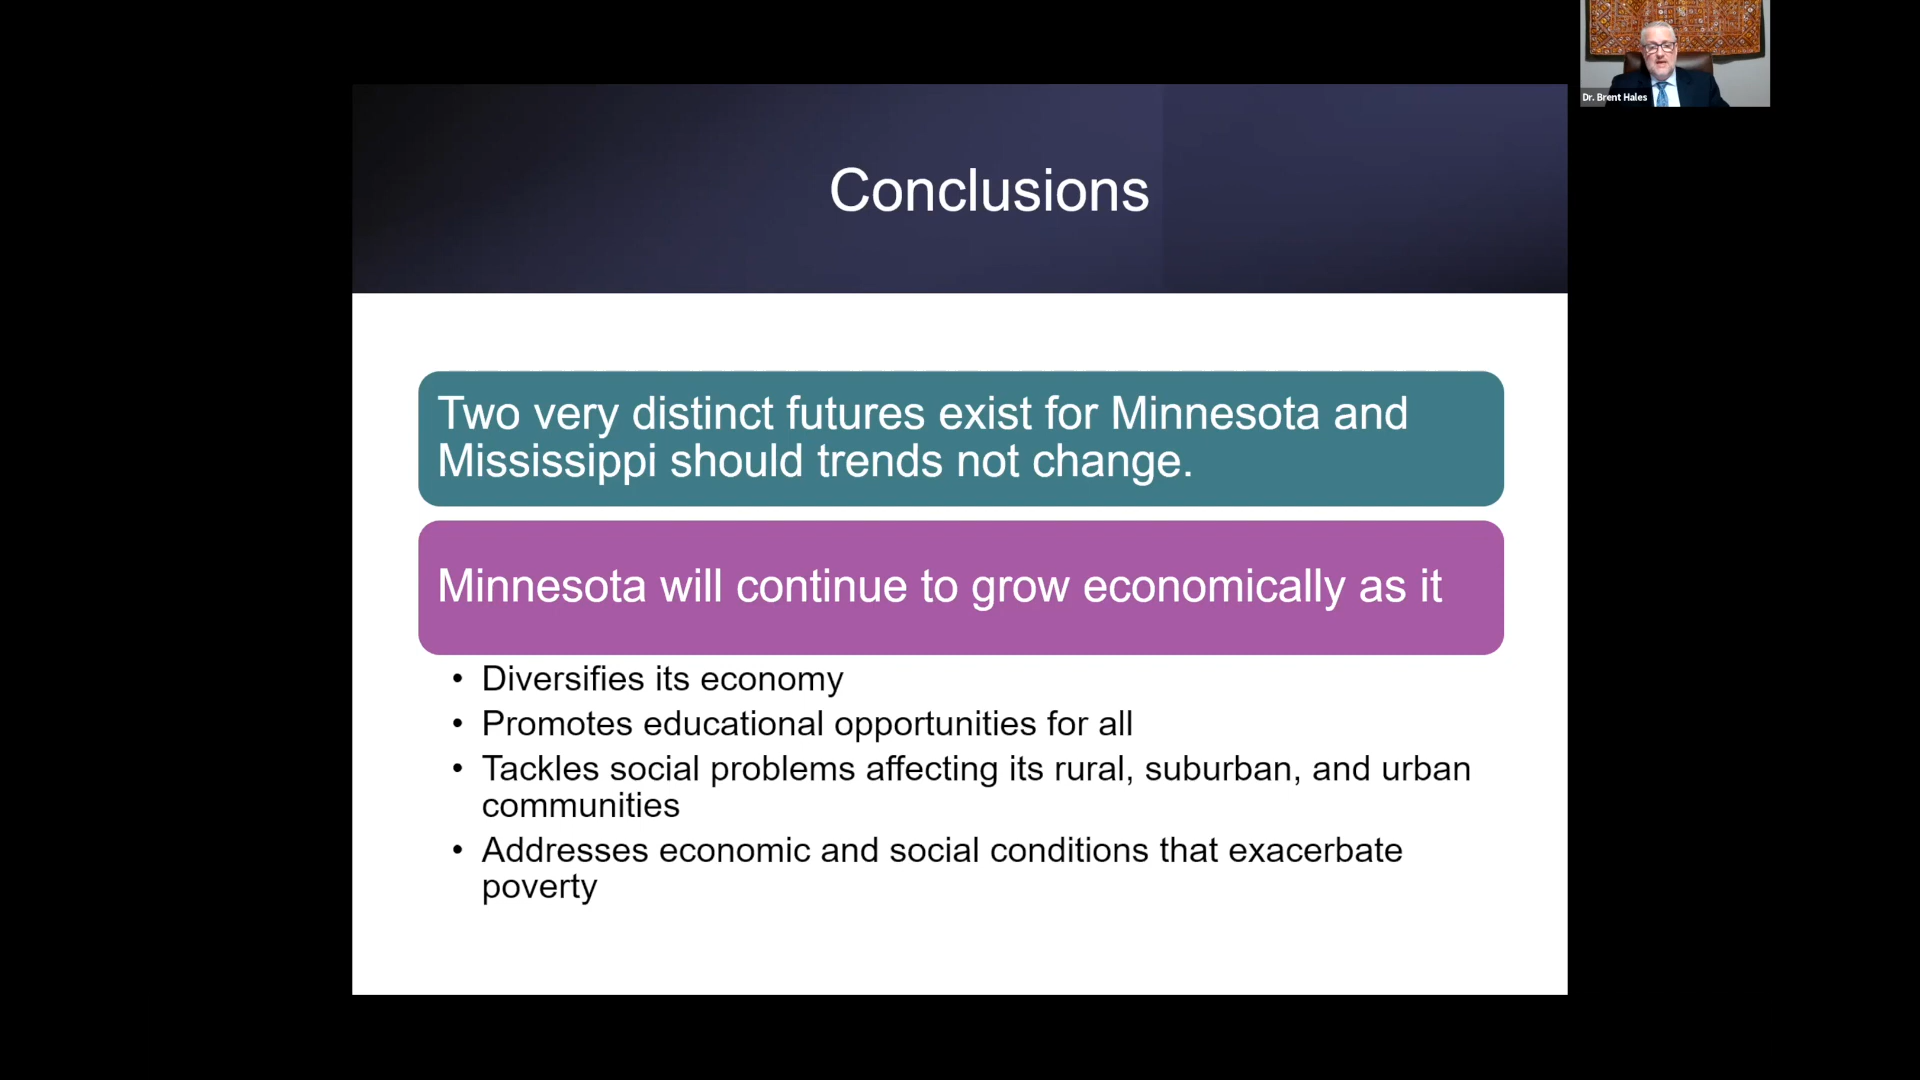 Dr. Brent Hales
Conclusions
Two very distinct futures exist for Minnesota and
Mississippi should trends not change.
Minnesota will continue to grow economically as it
• Diversifies its economy
• Promotes educational opportunities for all
• Tackles social problems affecting its rural, suburban, and urban
communities
• Addresses economic and social conditions that exacerbate
poverty